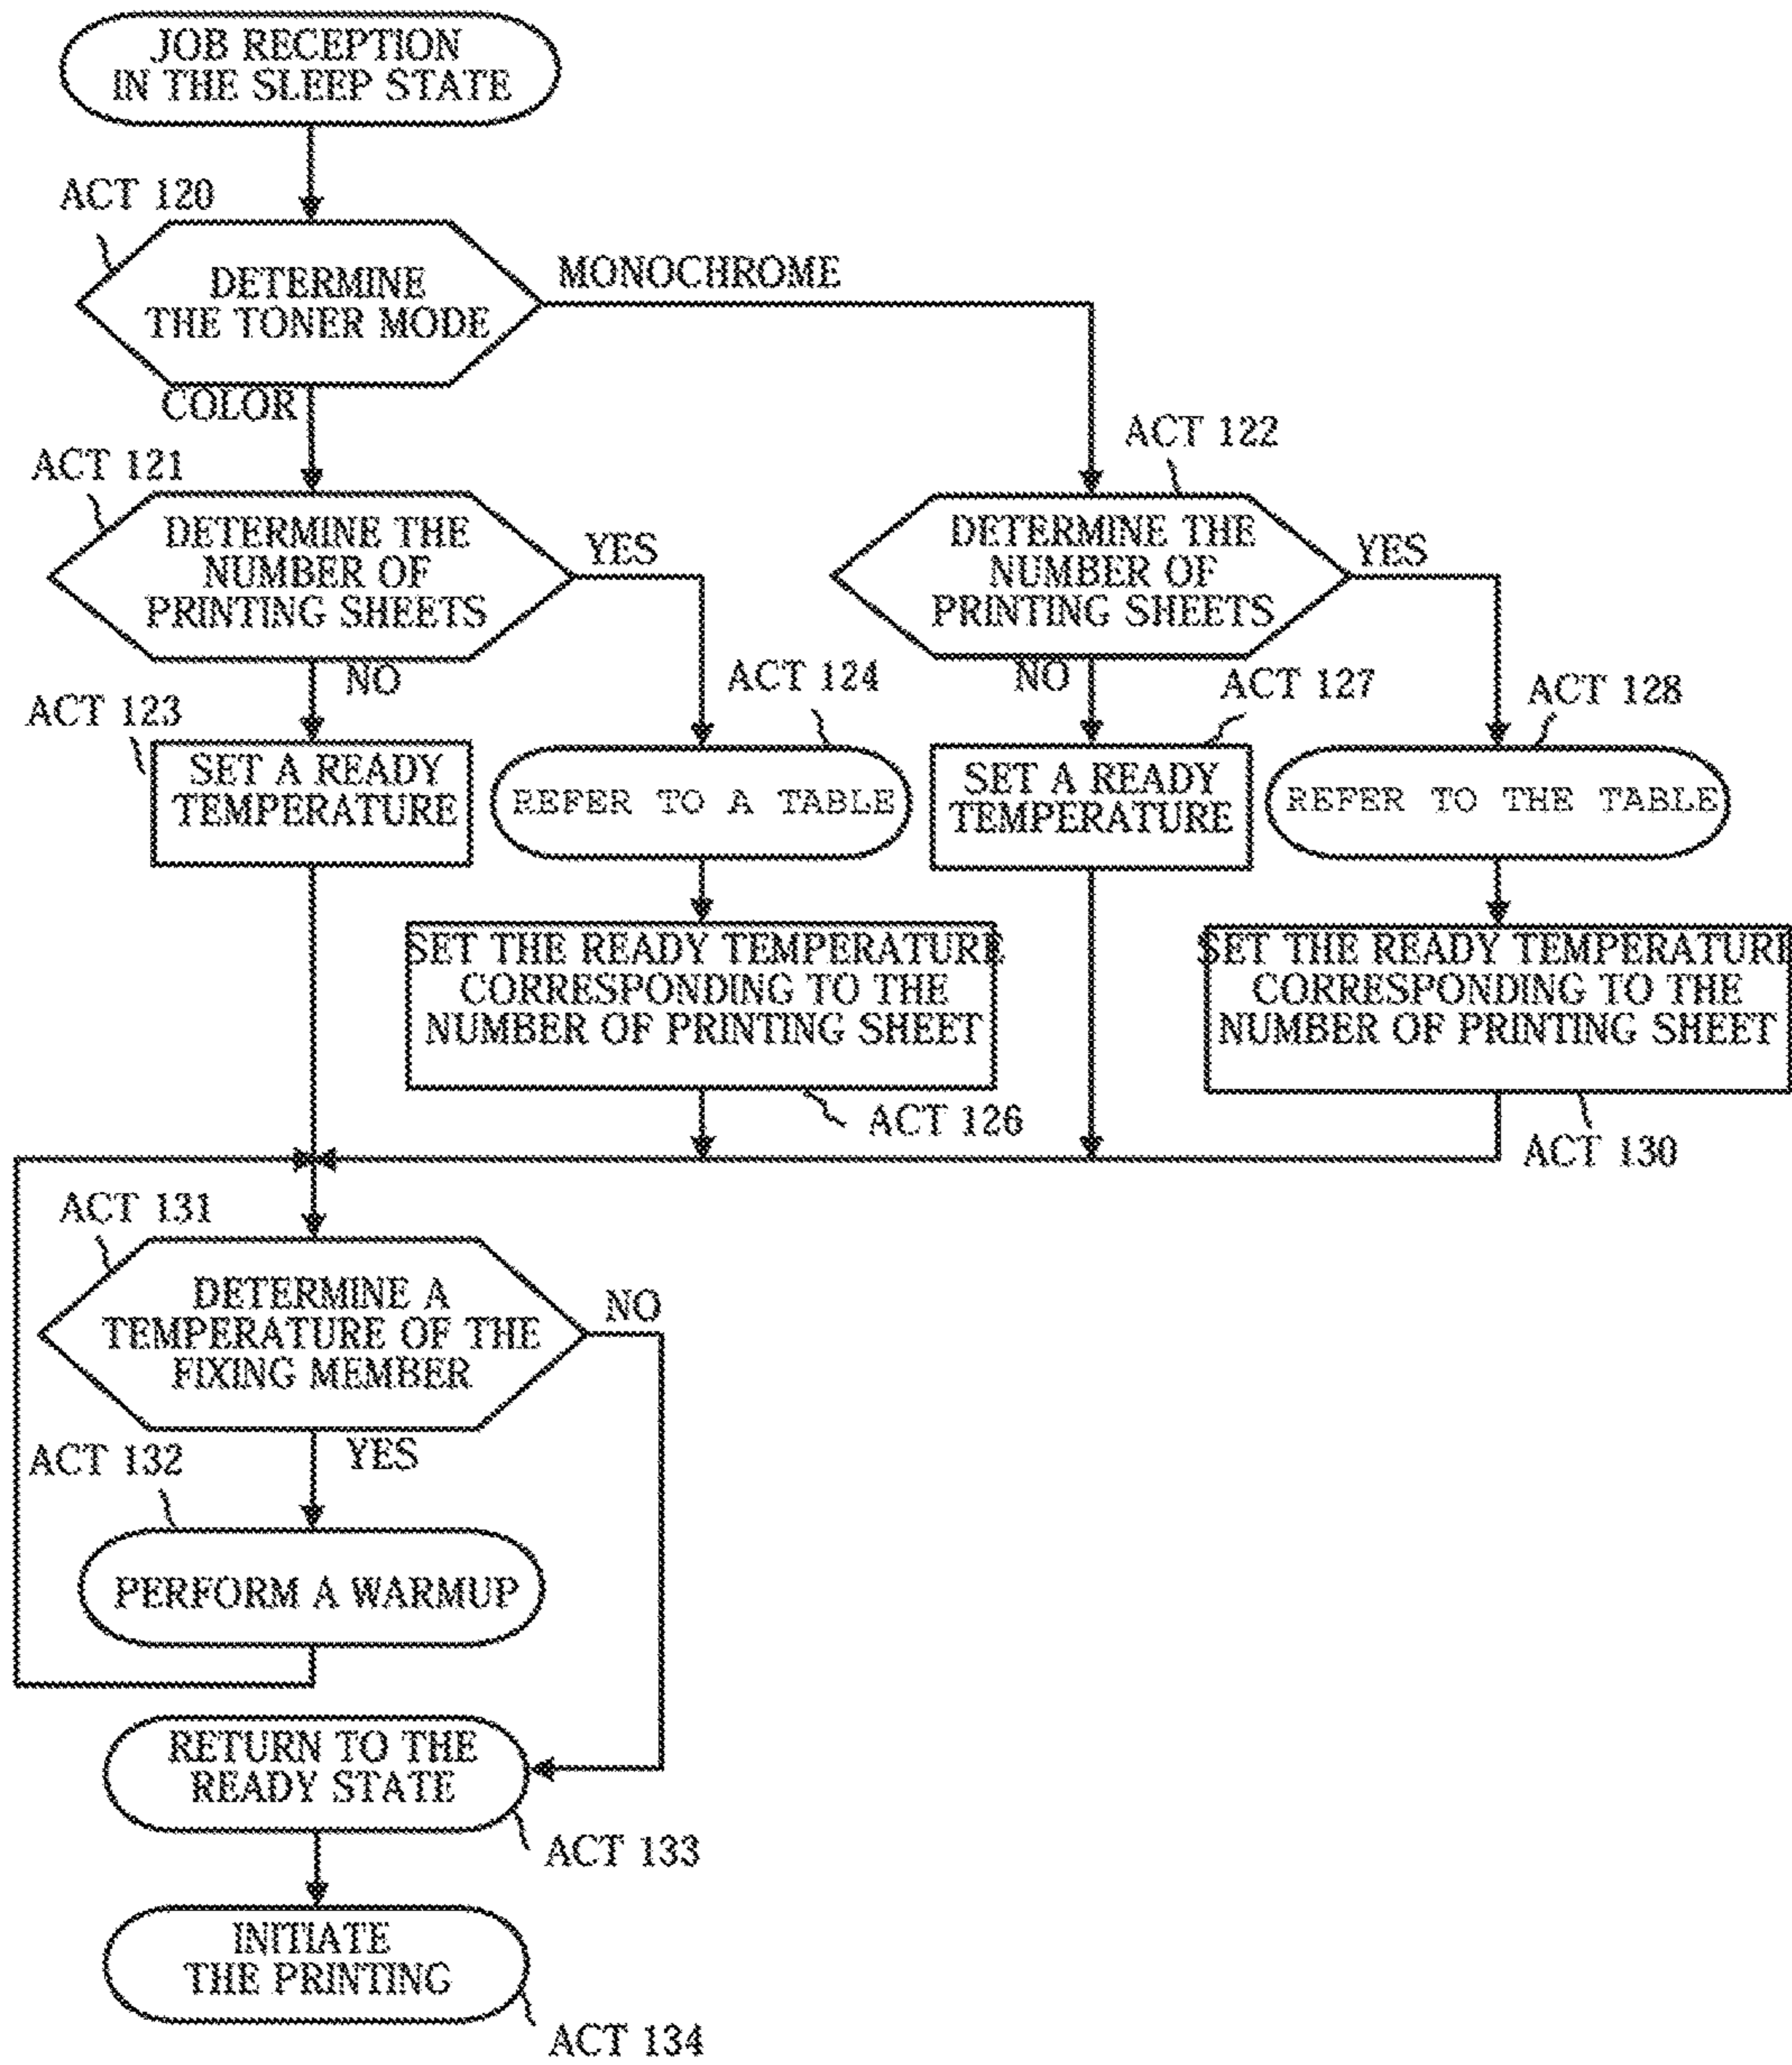 JOB RECEPTION
IN THE SLEEP STATE
ACT 120
DETERMINE
THE TONER MODE
MONOCHROME
COLOR
ACT 121
DETERMINE THE
NUMBER OF
PRINTING SHEETS
YES
NO
ACT 122
DETERMINE THE
NUMBER OF
PRINTING SHEETS
YES
NO
ACT 123
SET A READY
TEMPERATURE
ACT 124
REFER TO A TABLE
ACT 127
SET A READY
TEMPERATURE
ACT 128
REFER TO THE TABLE
SET THE READY TEMPERATURE
CORRESPONDING TO THE
NUMBER OF PRINTING SHEET
ACT 126
SET THE READY TEMPERATURE
CORRESPONDING TO THE
NUMBER OF PRINTING SHEET
ACT 130
ACT 131
DETERMINE A
TEMPERATURE OF THE
FIXING MEMBER
NO
YES
ACT 132
PERFORM A WARMUP
RETURN TO THE
READY STATE
ACT 133
INITIATE
THE PRINTING
ACT 134